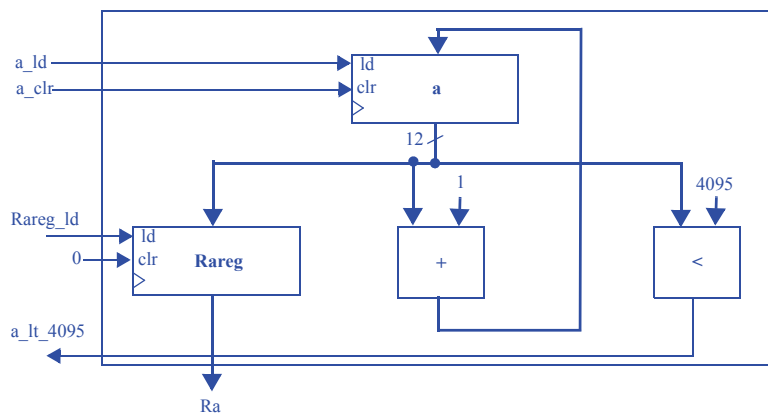 a_ld
ld
a_clr
clr
a
12
1
4095
Rareg_ld
ld
0
clr
Rareg
+
<
a_lt_4095
Ra